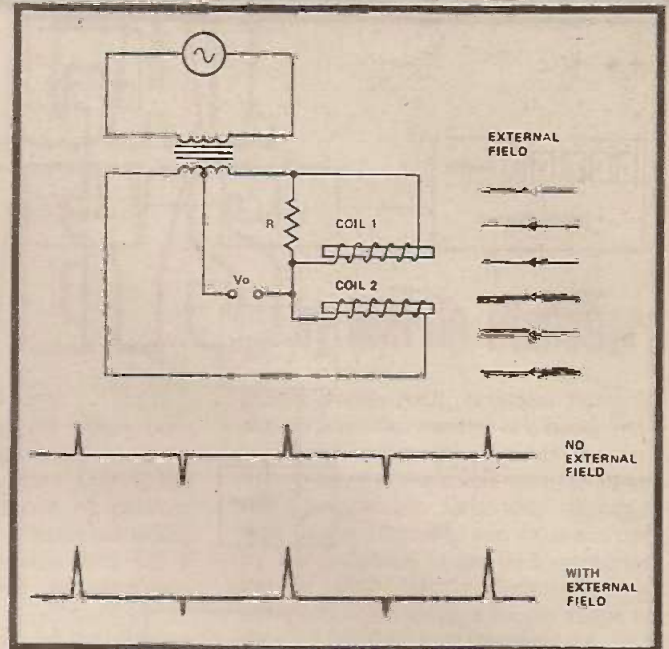 EXTERNAL
FIELD
R
COIL 1
Vo
COIL 2
NO
EXTERNAL
FIELD
WITH
EXTERNAL
FIELD